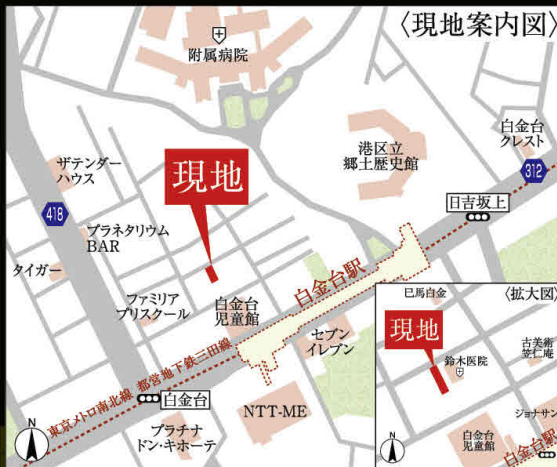 〈現地案内図〉
附属病院
港区立
郷土歴史館
白金台
クレスト
312
日吉坂上
ザテンダー
ハウス
現地
418
プラネタリウム
BAR
タイガー
ファミリア
プリスクール
白金台
児童館
白金台駅
セブン
イレブン
東京メトロ南北線 都営地下鉄三田線
白金台
NTT-ME
プラチナ
ドン・キホーテ
N
〈拡大図〉
巳馬白金
現地
鈴木医院
古美術
笠仁庵
ジョナサン
白金台
児童館
白金台駅
N